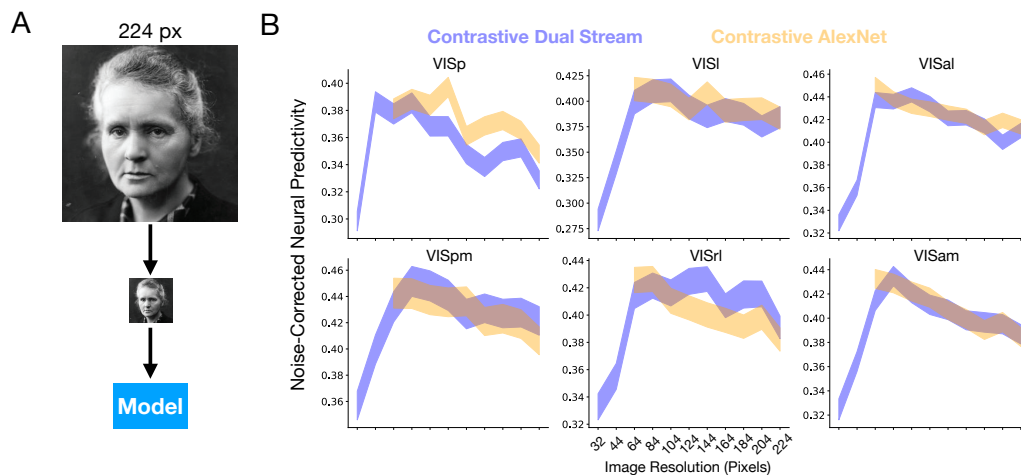 A
224 px
Model
B
Contrastive Dual Stream
Contrastive AlexNet
Noise-Corrected Neural Predictivity
VISp
0.40
0.38
0.36
0.34
0.32
0.30
VISl
0.425
0.400
0.375
0.350
0.325
0.300
0.275
VISal
0.46
0.44
0.42
0.40
0.38
0.36
0.34
0.32
VISpm
0.46
0.44
0.42
0.40
0.38
0.36
VISrl
0.44
0.42
0.40
0.38
0.36
0.34
0.32
VISam
0.44
0.42
0.40
0.38
0.36
0.34
0.32
32 44 64 84 104 124 144 164 184 204 224
Image Resolution (Pixels)